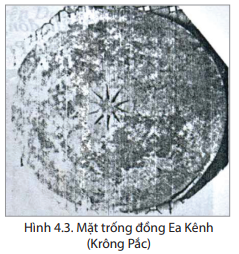 Hình 4.3. Mặt trống đồng Ea Kênh
(Krông Pắc)